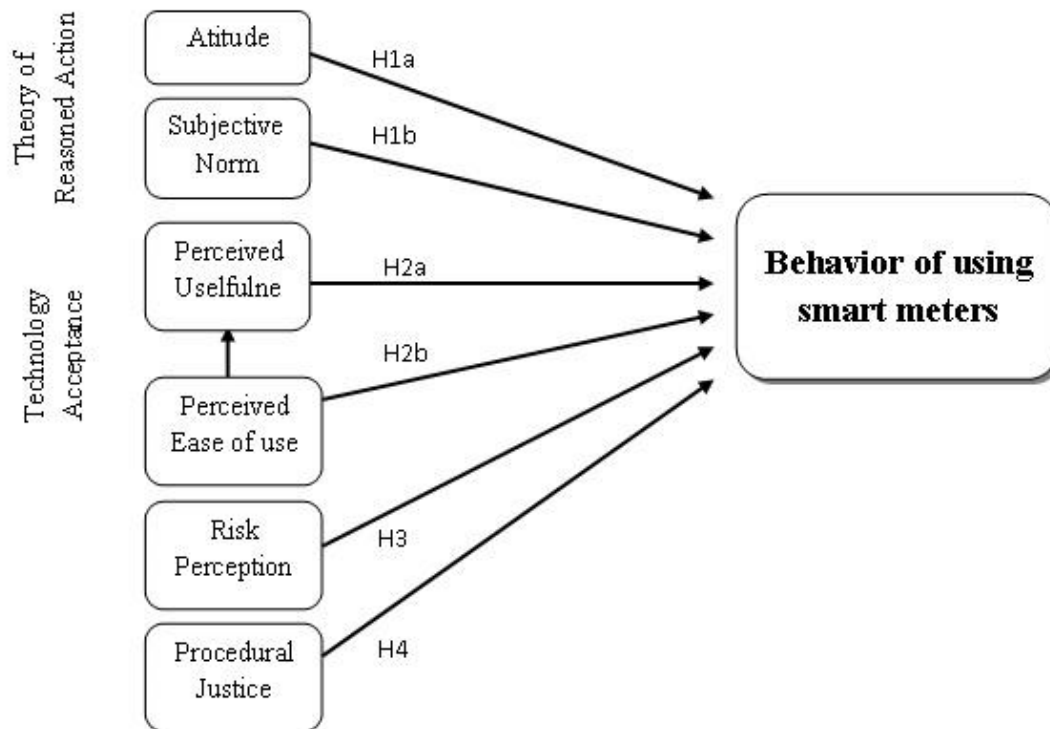 Theory of
Reasoned Action
Atitude
H1a
Subjective
Norm
H1b
Technology
Acceptance
Perceived
Uselfulne
H2a
Perceived
Ease of use
H2b
Risk
Perception
H3
Procedural
Justice
H4
Behavior of using
smart meters